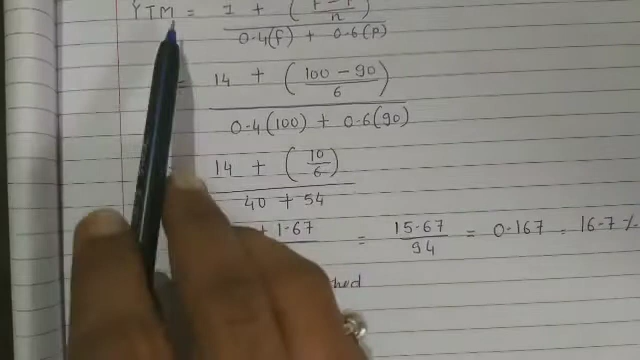 YTM = I + (F - P / n)
0.4(F) + 0.6(P)
= 14 + (100 - 90 / 6)
0.4(100) + 0.6(90)
14 + (10 / 6)
40 + 54
+ 1.67 = 15.67 / 94 = 0.167 = 16.7 %